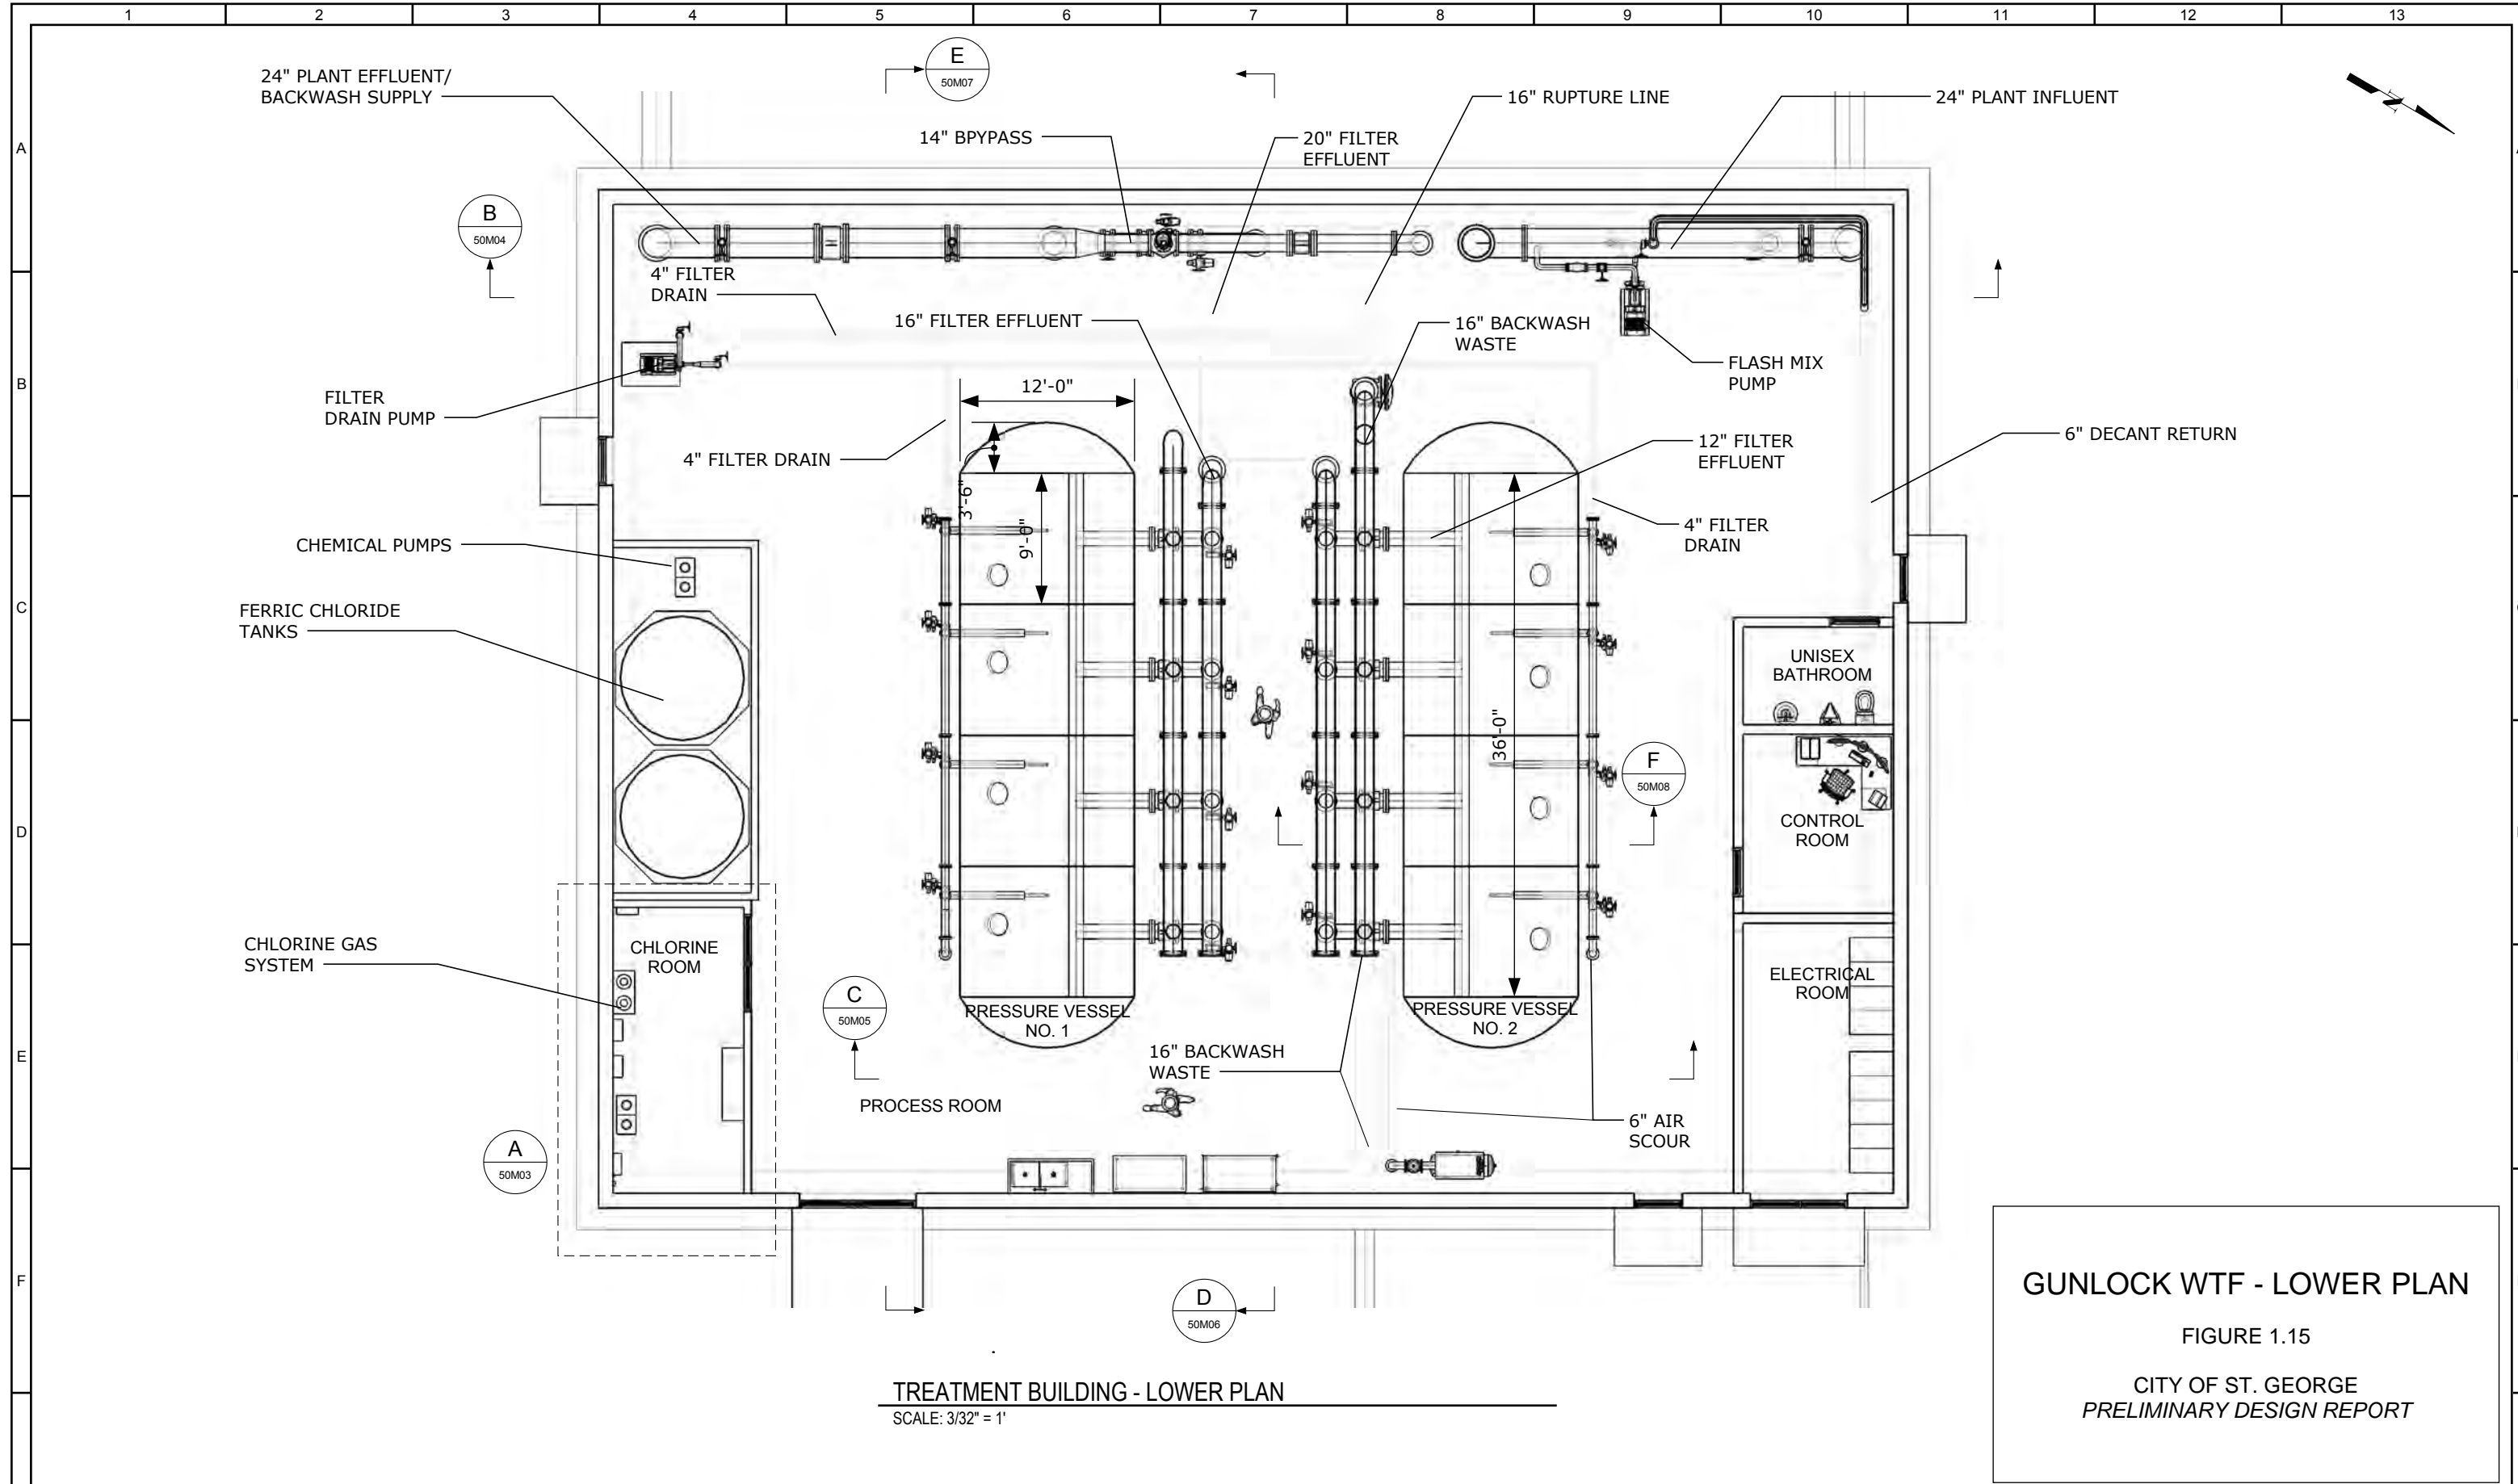 1 2 3 4 5 6 7 8 9 10 11 12 13
A
B
C
D
E
F
E
50M07
24" PLANT EFFLUENT/
BACKWASH SUPPLY
14" BPYPASS
20" FILTER
EFFLUENT
16" RUPTURE LINE
24" PLANT INFLUENT
N
B
50M04
4" FILTER
DRAIN
16" FILTER EFFLUENT
16" BACKWASH
WASTE
FLASH MIX
PUMP
FILTER
DRAIN PUMP
12'-0"
4" FILTER DRAIN
12" FILTER
EFFLUENT
6" DECANT RETURN
3'-6"
9'-0"
4" FILTER
DRAIN
CHEMICAL PUMPS
FERRIC CHLORIDE
TANKS
UNISEX
BATHROOM
36'-0"
F
50M08
CONTROL
ROOM
CHLORINE GAS
SYSTEM
CHLORINE
ROOM
ELECTRICAL
ROOM
C
50M05
PRESSURE VESSEL
NO. 1
PRESSURE VESSEL
NO. 2
16" BACKWASH
WASTE
PROCESS ROOM
6" AIR
SCOUR
A
50M03
D
50M06
TREATMENT BUILDING - LOWER PLAN
SCALE: 3/32" = 1'
GUNLOCK WTF - LOWER PLAN
FIGURE 1.15
CITY OF ST. GEORGE
PRELIMINARY DESIGN REPORT